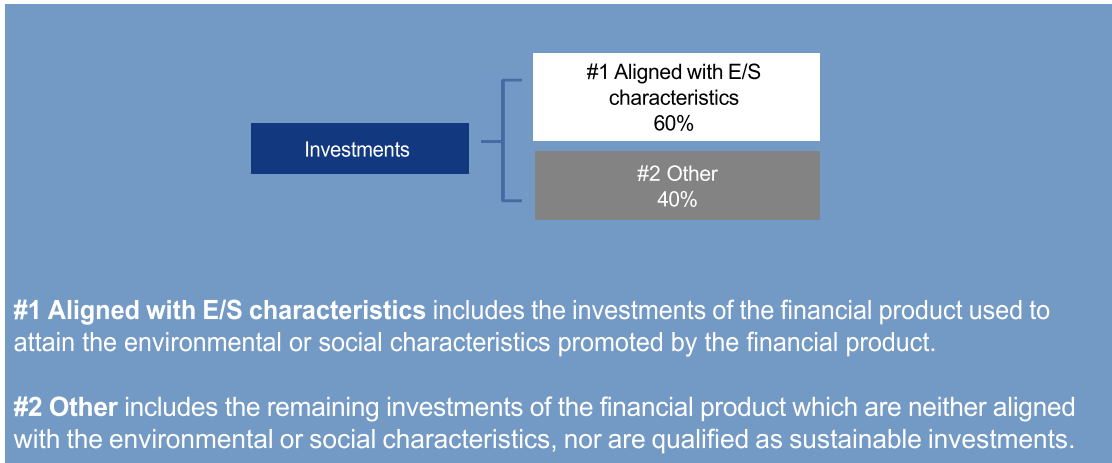 #1 Aligned with E/S
characteristics
60%
Investments
#2 Other
40%
#1 Aligned with E/S characteristics includes the investments of the financial product used to
attain the environmental or social characteristics promoted by the financial product.
#2 Other includes the remaining investments of the financial product which are neither aligned
with the environmental or social characteristics, nor are qualified as sustainable investments.